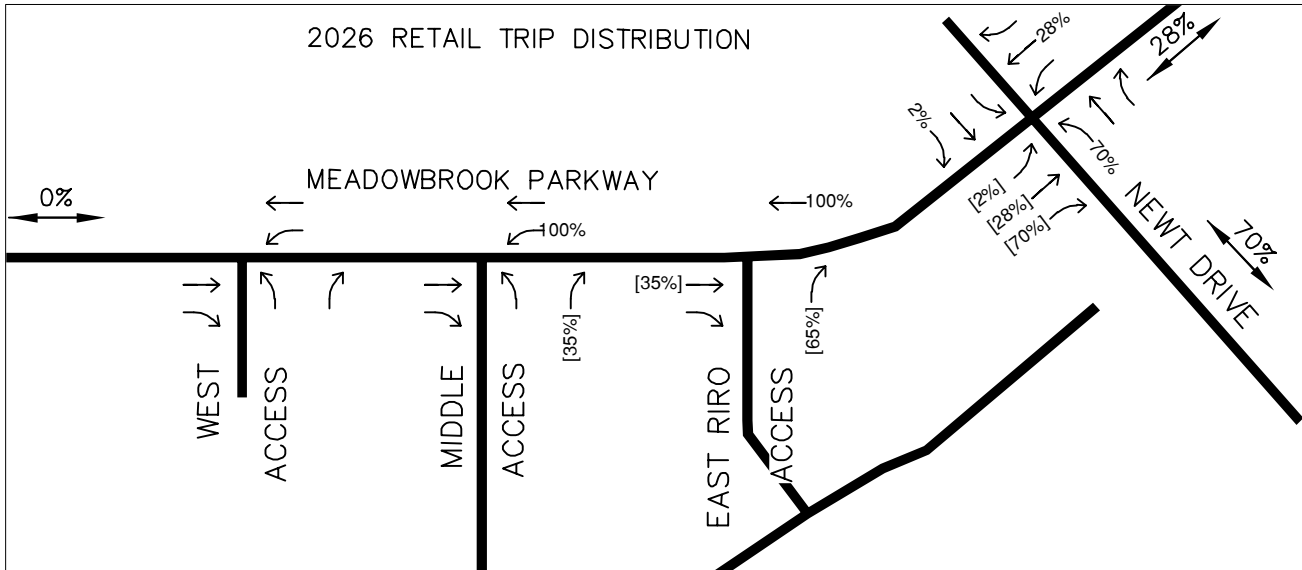 2026 RETAIL TRIP DISTRIBUTION
28%
28%
2%
MEADOWBROOK PARKWAY
0%
100%
100%
70%
[2%]
[28%]
[70%]
NEWT DRIVE
70%
[35%]
[35%]
[65%]
WEST
ACCESS
MIDDLE
ACCESS
EAST RIRO
ACCESS